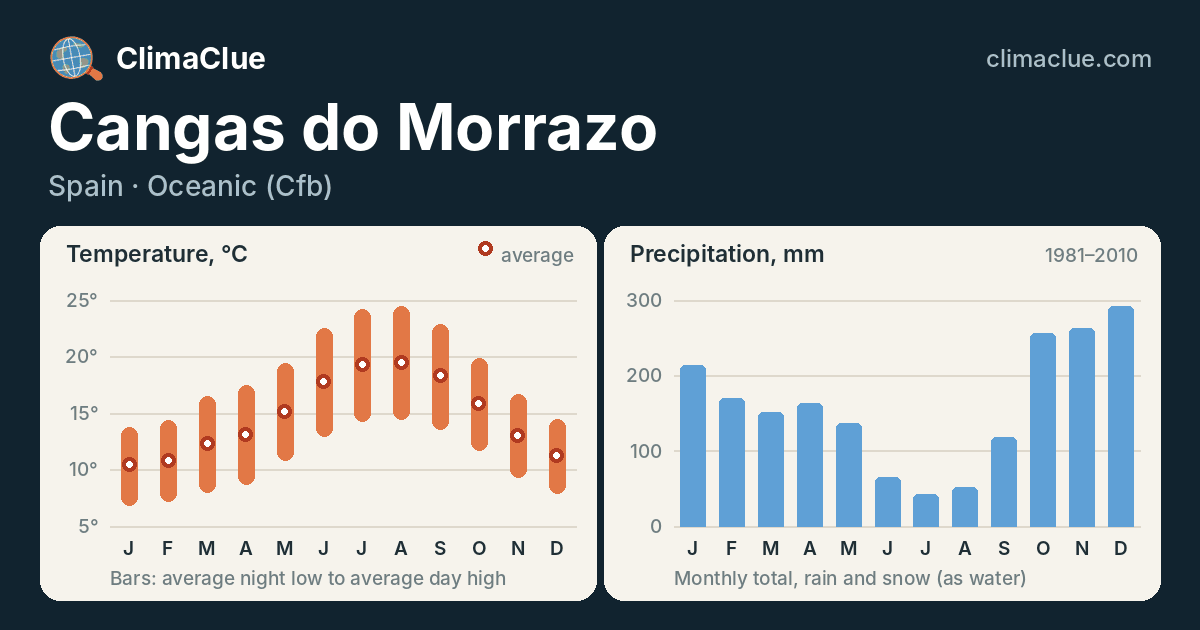 ClimaClue
climaclue.com
Cangas do Morrazo
Spain · Oceanic (Cfb)
Temperature, °C
average
25°
20°
15°
10°
5°
J F M A M J J A S O N D
Bars: average night low to average day high
Precipitation, mm
1981–2010
300
200
100
0
J F M A M J J A S O N D
Monthly total, rain and snow (as water)